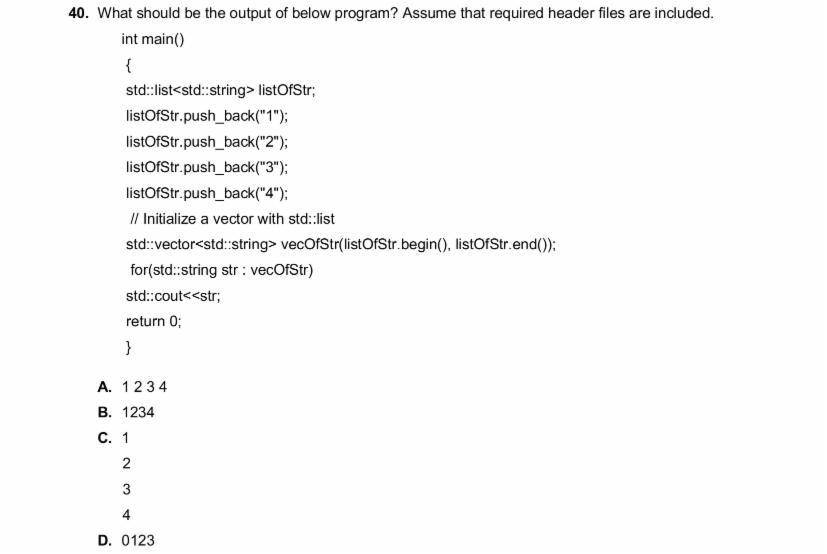 40. What should be the output of below program? Assume that required header files are included.
int main()
{
std::list<std::string> listOfStr;
listOfStr.push_back("1");
listOfStr.push_back("2");
listOfStr.push_back("3");
listOfStr.push_back("4");
// Initialize a vector with std::list
std::vector<std::string> vecOfStr(listOfStr.begin(), listOfStr.end());
for(std::string str : vecOfStr)
std::cout<<str;
return 0;
}
A. 1 2 3 4
B. 1234
C. 1
2
3
4
D. 0123